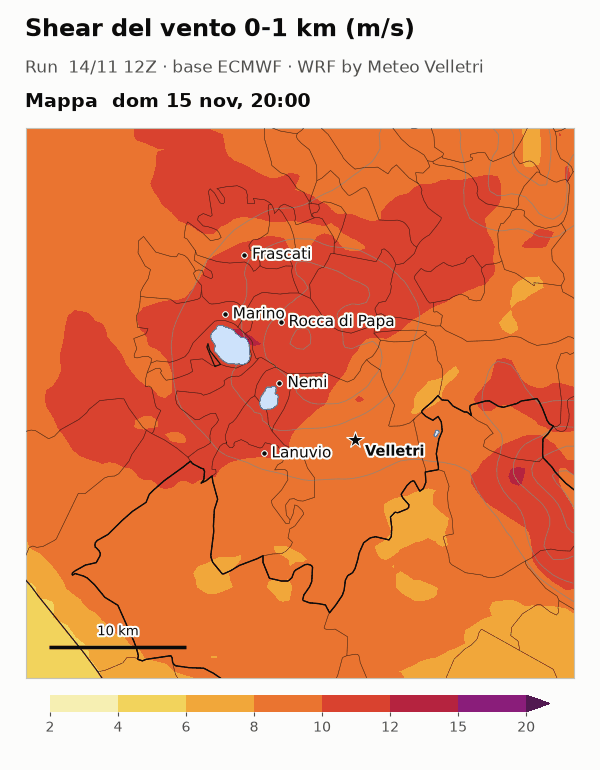 Shear del vento 0-1 km (m/s)
Run 14/11 12Z · base ECMWF · WRF by Meteo Velletri
Mappa dom 15 nov, 20:00
Frascati
Marino
Rocca di Papa
Nemi
Velletri
Lanuvio
10 km
2 4 6 8 10 12 15 20